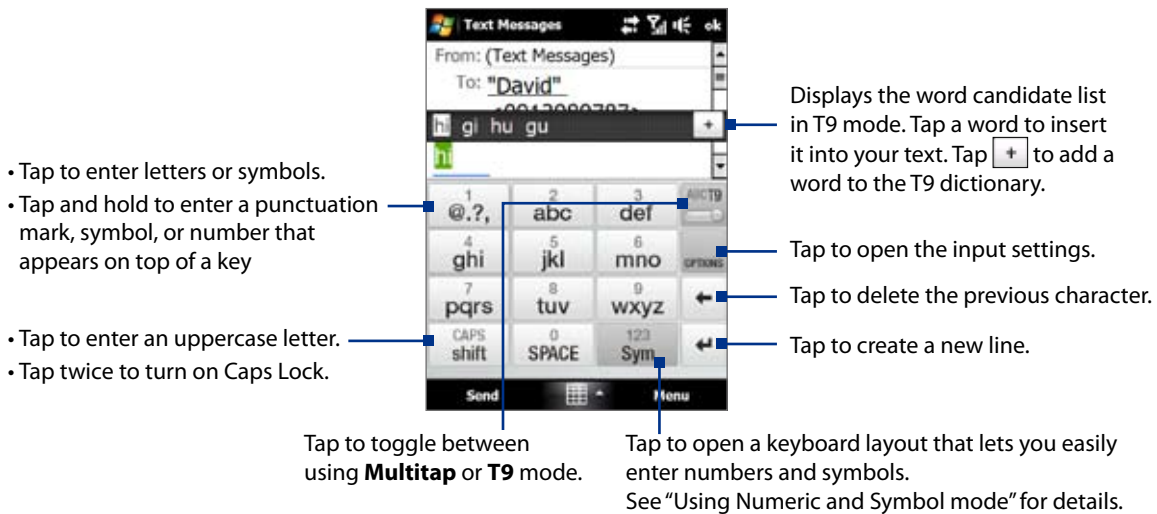 Text Messages
ok
From: (Text Messages)
To: "David"
hi gi hu gu +
hi
1
@.?,
2
abc
3
def
ABC T9
4
ghi
5
jkl
6
mno
OPTIONS
7
pqrs
8
tuv
9
wxyz
CAPS
shift
0
SPACE
123
Sym
Send
Menu
• Tap to enter letters or symbols.
• Tap and hold to enter a punctuation
mark, symbol, or number that
appears on top of a key
• Tap to enter an uppercase letter.
• Tap twice to turn on Caps Lock.
Displays the word candidate list
in T9 mode. Tap a word to insert
it into your text. Tap + to add a
word to the T9 dictionary.
Tap to open the input settings.
Tap to delete the previous character.
Tap to create a new line.
Tap to toggle between
using Multitap or T9 mode.
Tap to open a keyboard layout that lets you easily
enter numbers and symbols.
See “Using Numeric and Symbol mode” for details.